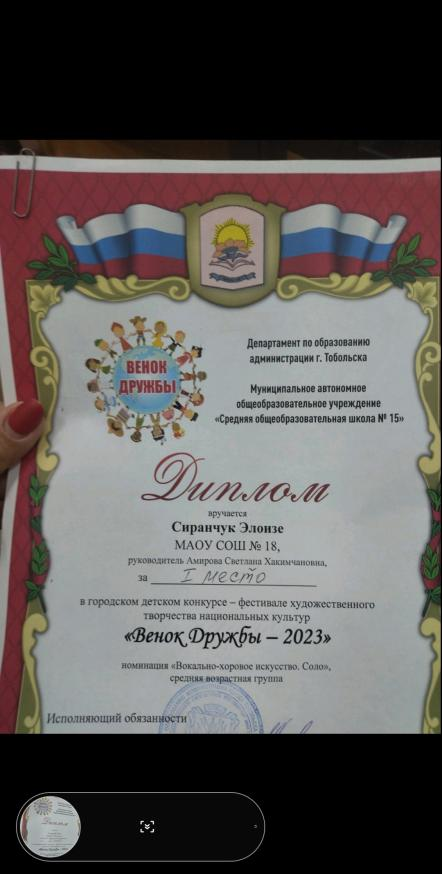 ВЕНОК
ДРУЖБЫ
Департамент по образованию
администрации г. Тобольска
Муниципальное автономное
общеобразовательное учреждение
«Средняя общеобразовательная школа № 15»
Диплом
вручается
Сиранчук Элоизе
МАОУ СОШ № 18,
руководитель Амирова Светлана Хакимчановна,
за I место
в городском детском конкурсе – фестивале художественного
творчества национальных культур
«Венок Дружбы – 2023»
номинация «Вокально-хоровое искусство. Соло»,
средняя возрастная группа
Исполняющий обязанности